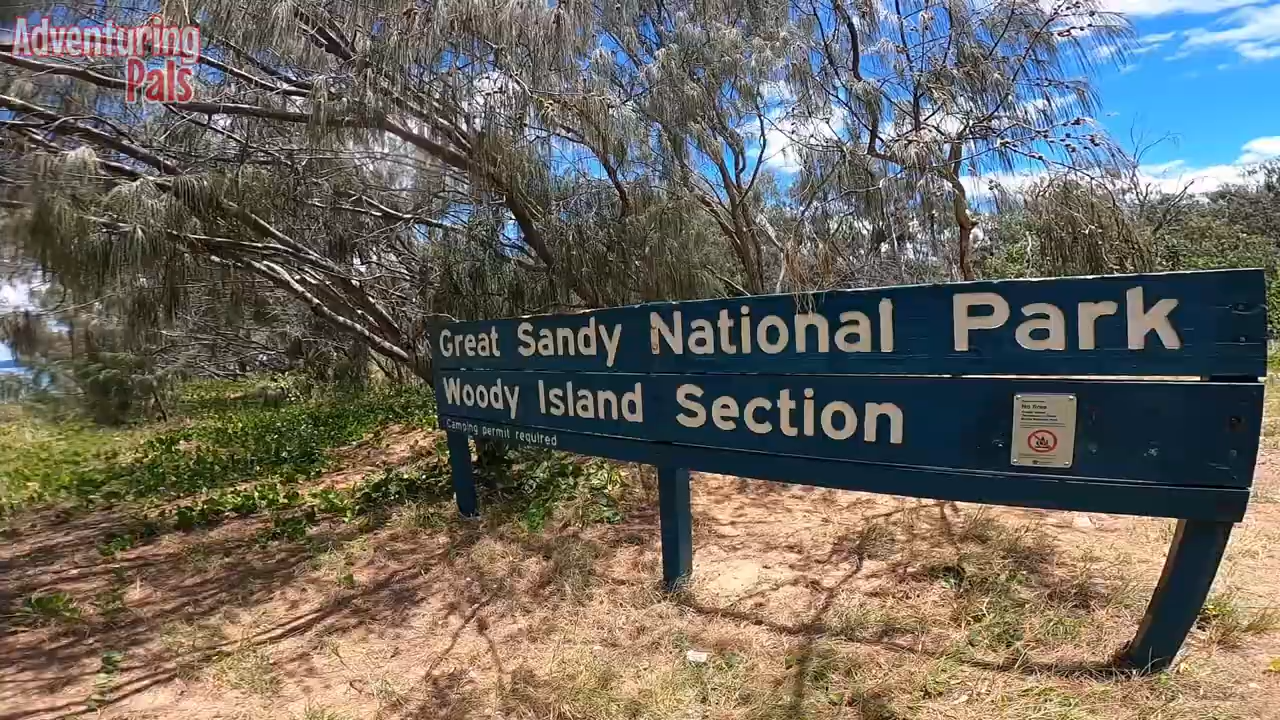 Adventuring
Pals
Great Sandy National Park
Woody Island Section
Camping permit required
No fires